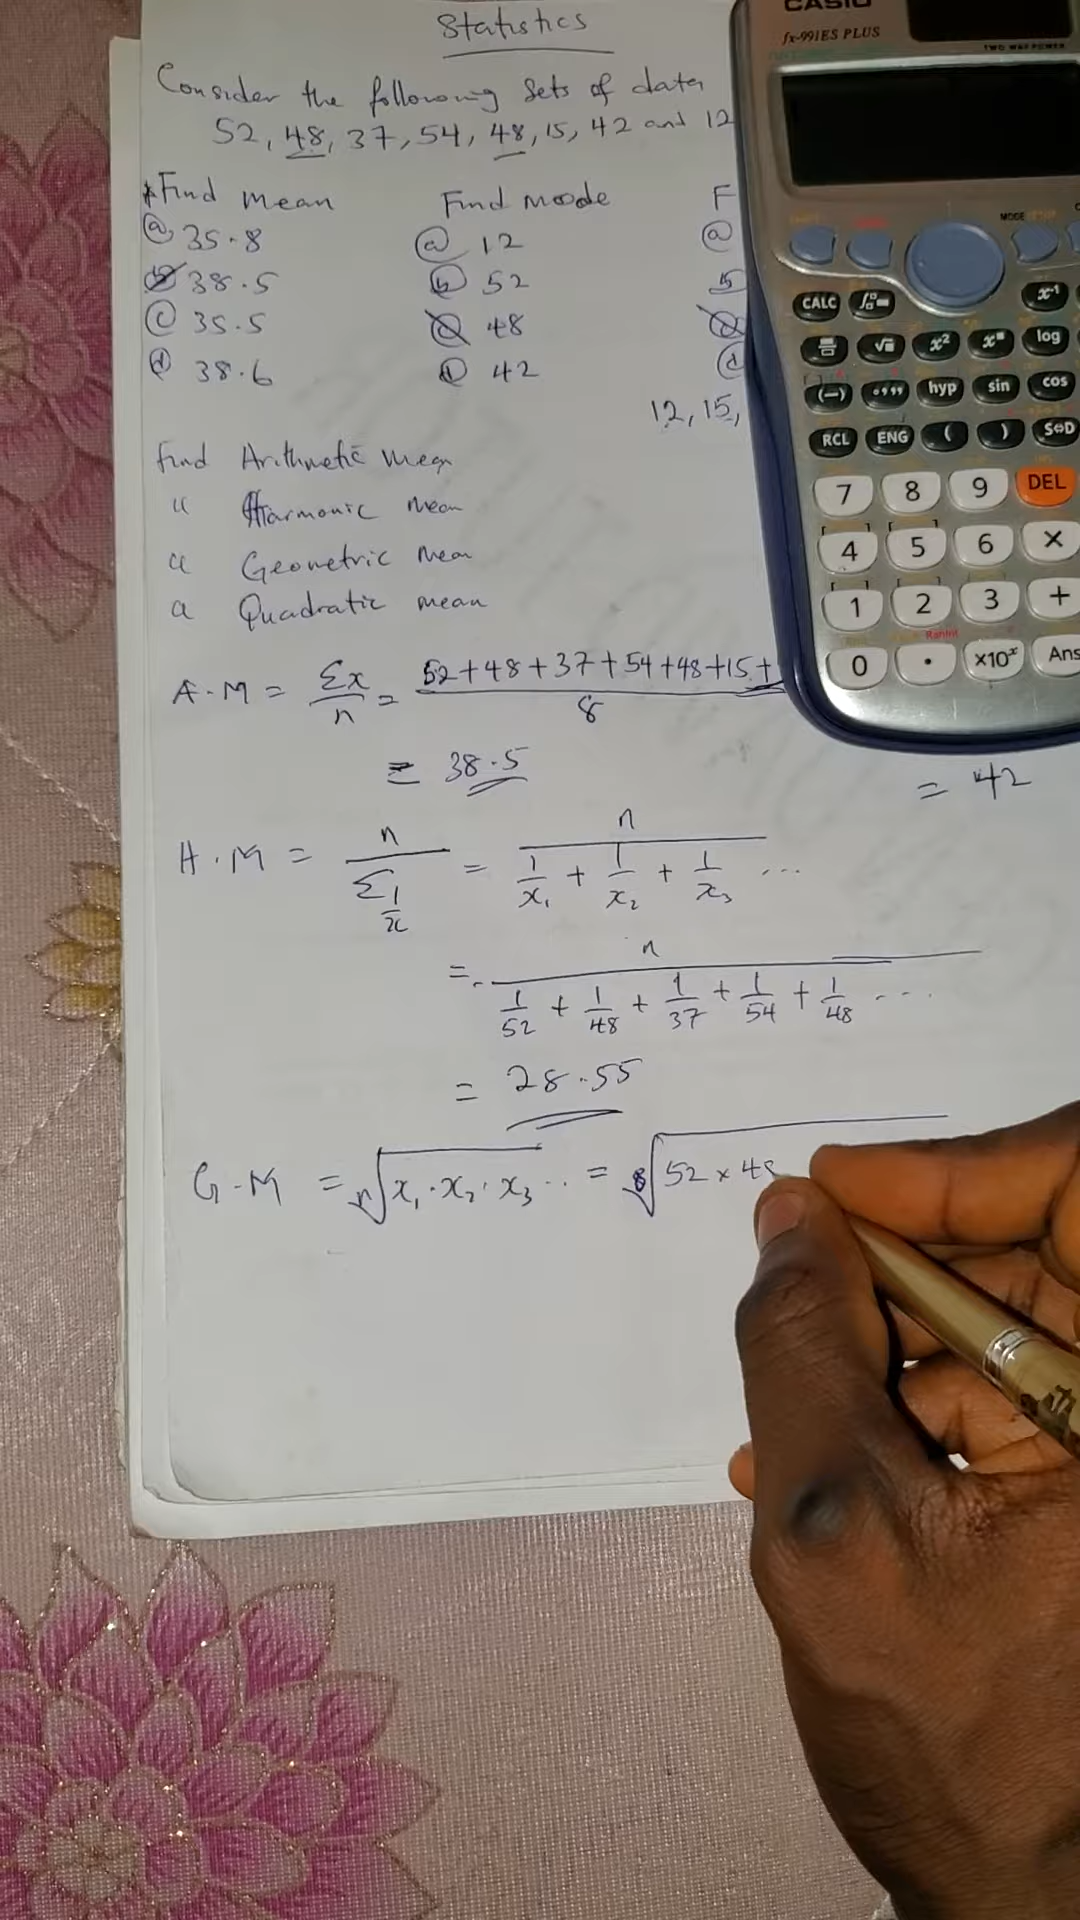 Statistics
Consider the following Sets of data
52, 48, 37, 54, 48, 15, 42 and 12
*Find mean
Find mode
F
(a) 35.8
(a) 12
(a)
(b) 38.5
(b) 52
b
(c) 35.5
(c) 48
(c)
(d) 38.6
(d) 42
(d
12, 15,
find Arithmetic mean
" Harmonic mean
" Geometric mean
" Quadratic mean
A.M = Σx/n = 52+48+37+54+48+15+ / 8
= 38.5
= 42
H.M = n / Σ 1/x = n / 1/x₁ + 1/x₂ + 1/x₃ ...
= n / 1/52 + 1/48 + 1/37 + 1/54 + 1/48 ...
= 28.55
G.M = n√x₁.x₂.x₃ .. = 8√52 x 48
CASIO
fx-991ES PLUS
TWO WAY POWER
MODE
CALC
x⁻¹
√ x² log
(−) hyp sin cos
RCL ENG ( ) S⇔D
7 8 9 DEL
4 5 6 ×
1 2 3 +
Ran#
0 . ×10ˣ Ans